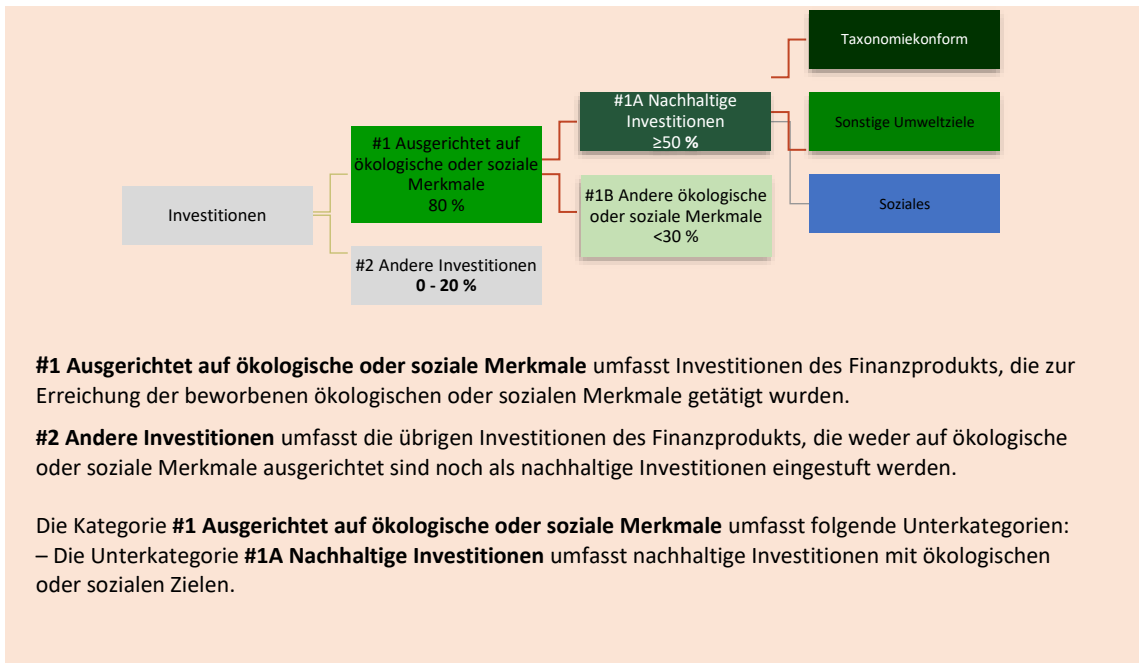 Taxonomiekonform
#1A Nachhaltige
Investitionen
≥50 %
Sonstige Umweltziele
#1 Ausgerichtet auf
ökologische oder soziale
Merkmale
80 %
#1B Andere ökologische
oder soziale Merkmale
<30 %
Soziales
Investitionen
#2 Andere Investitionen
0 - 20 %
#1 Ausgerichtet auf ökologische oder soziale Merkmale umfasst Investitionen des Finanzprodukts, die zur
Erreichung der beworbenen ökologischen oder sozialen Merkmale getätigt wurden.
#2 Andere Investitionen umfasst die übrigen Investitionen des Finanzprodukts, die weder auf ökologische
oder soziale Merkmale ausgerichtet sind noch als nachhaltige Investitionen eingestuft werden.
Die Kategorie #1 Ausgerichtet auf ökologische oder soziale Merkmale umfasst folgende Unterkategorien:
– Die Unterkategorie #1A Nachhaltige Investitionen umfasst nachhaltige Investitionen mit ökologischen
oder sozialen Zielen.